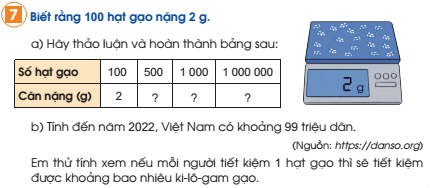 7 Biết rằng 100 hạt gạo nặng 2 g.
a) Hãy thảo luận và hoàn thành bảng sau:
Số hạt gạo 100 500 1 000 1 000 000
Cân nặng (g) 2 ? ? ?
2 g
b) Tính đến năm 2022, Việt Nam có khoảng 99 triệu dân.
(Nguồn: https://danso.org)
Em thử tính xem nếu mỗi người tiết kiệm 1 hạt gạo thì sẽ tiết kiệm
được khoảng bao nhiêu ki-lô-gam gạo.